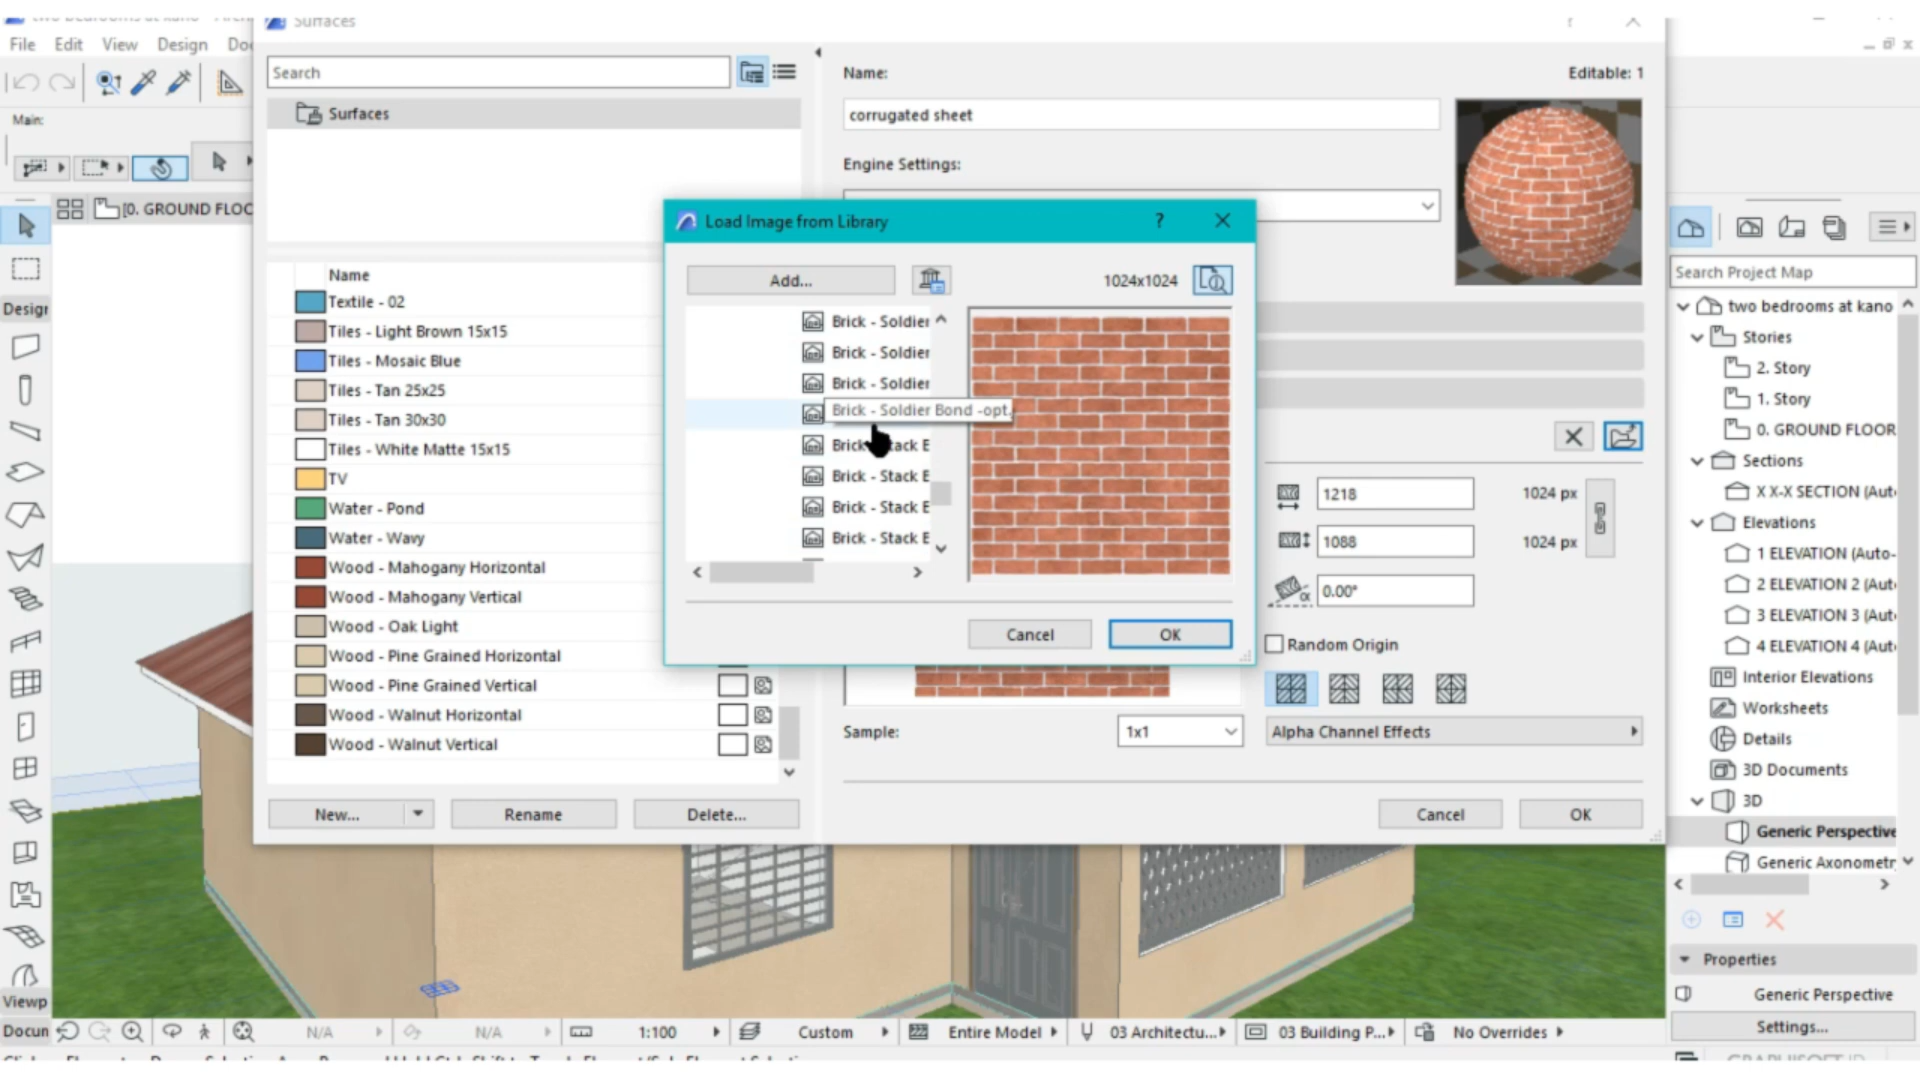 Surfaces
File Edit View Design
Search
Name:
Editable: 1
Surfaces
corrugated sheet
Main:
Engine Settings:
[0. GROUND FLOC
Load Image from Library
?
Add...
1024x1024
Search Project Map
Name
Textile - 02
Tiles - Light Brown 15x15
Tiles - Mosaic Blue
Tiles - Tan 25x25
Tiles - Tan 30x30
Tiles - White Matte 15x15
TV
Water - Pond
Water - Wavy
Wood - Mahogany Horizontal
Wood - Mahogany Vertical
Wood - Oak Light
Wood - Pine Grained Horizontal
Wood - Pine Grained Vertical
Wood - Walnut Horizontal
Wood - Walnut Vertical
Brick - Soldier
Brick - Soldier
Brick - Soldier
Brick - Soldier Bond -opt.
Brick - Stack B
Brick - Stack B
Brick - Stack B
Cancel
OK
1218
1024 px
1088
1024 px
0.00°
Random Origin
Sample:
1x1
Alpha Channel Effects
New...
Rename
Delete...
Cancel
OK
two bedrooms at kano
Stories
2. Story
1. Story
0. GROUND FLOOR
Sections
X X-X SECTION (Aut
Elevations
1 ELEVATION (Auto-
2 ELEVATION 2 (Aut
3 ELEVATION 3 (Aut
4 ELEVATION 4 (Aut
Interior Elevations
Worksheets
Details
3D Documents
3D
Generic Perspective
Generic Axonometr
Properties
Generic Perspective
Settings...
Design
Viewp
Docun
N/A
N/A
1:100
Custom
Entire Model
03 Architectu...
03 Building P...
No Overrides